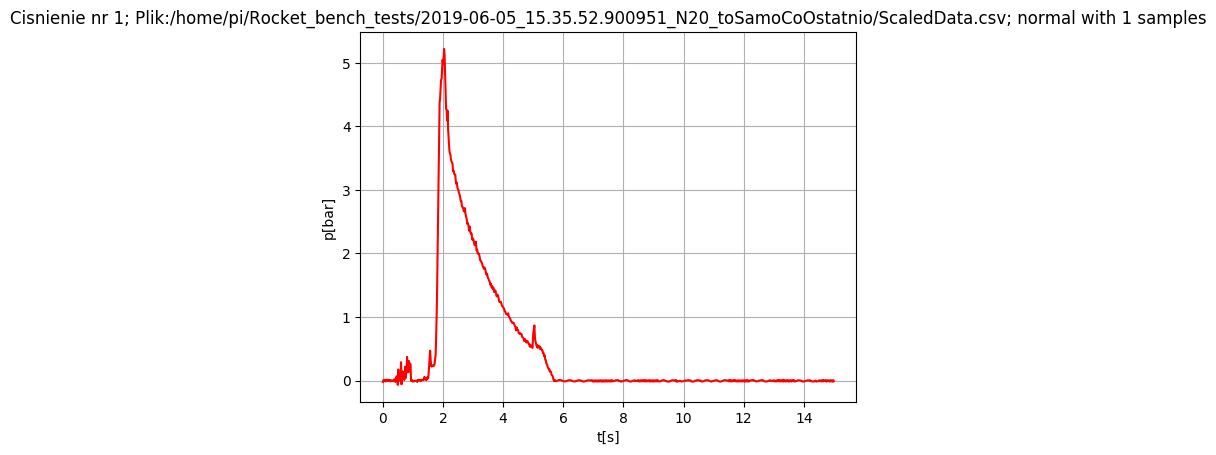 Cisnienie nr 1; Plik:/home/pi/Rocket_bench_tests/2019-06-05_15.35.52.900951_N20_toSamoCoOstatnio/ScaledData.csv; normal with 1 samples
5
4
3
2
1
0
p[bar]
0 2 4 6 8 10 12 14
t[s]